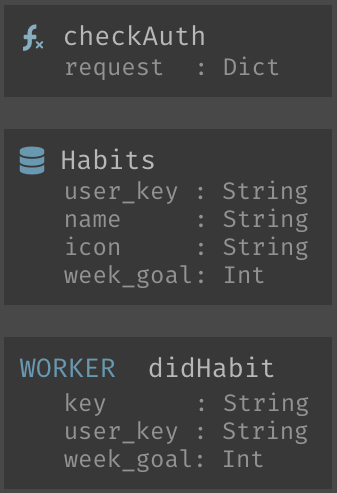 fx checkAuth
request : Dict
Habits
user_key : String
name : String
icon : String
week_goal: Int
WORKER didHabit
key : String
user_key : String
week_goal: Int